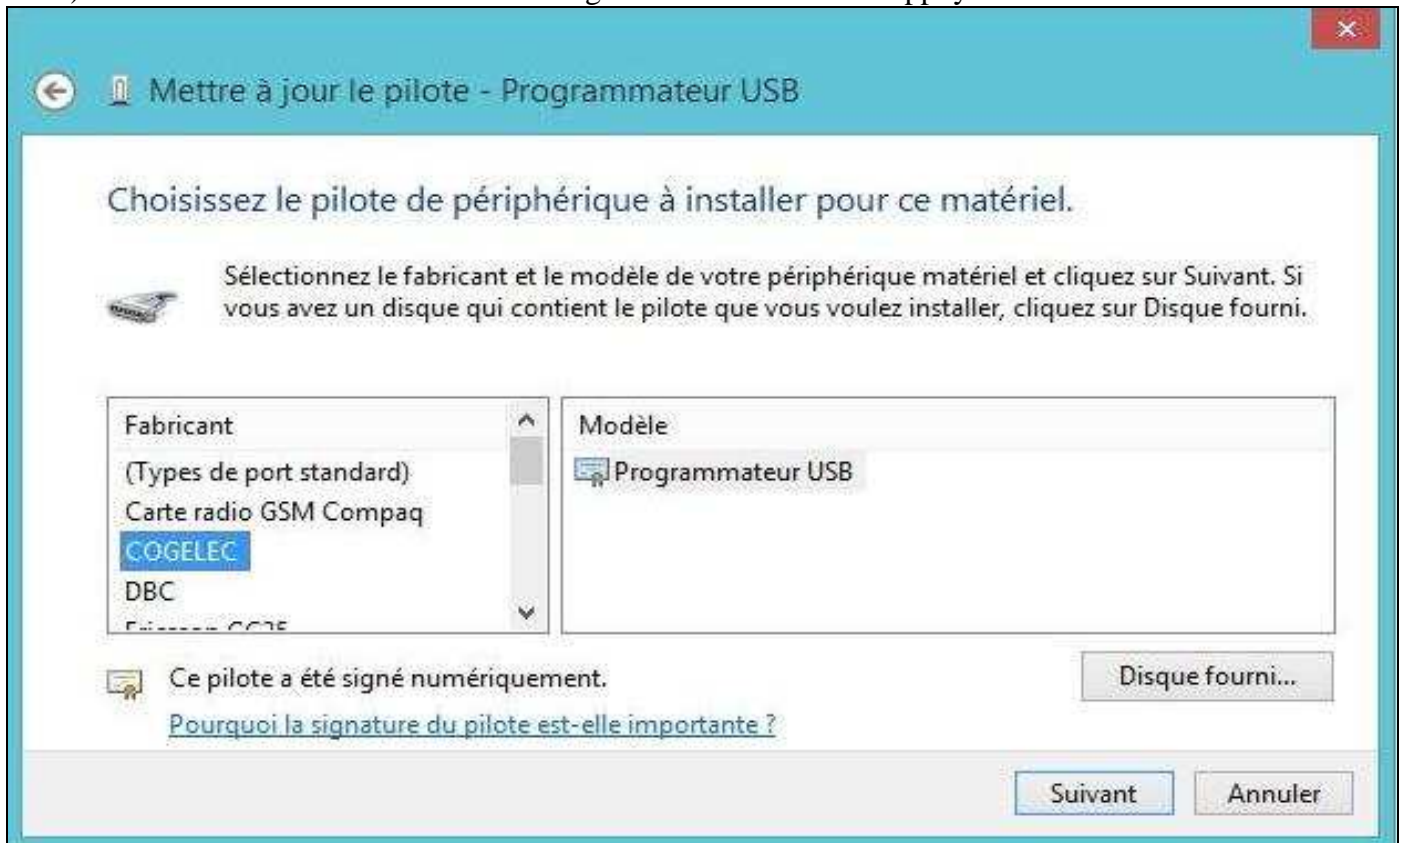 Mettre à jour le pilote - Programmateur USB
Choisissez le pilote de périphérique à installer pour ce matériel.
Sélectionnez le fabricant et le modèle de votre périphérique matériel et cliquez sur Suivant. Si
vous avez un disque qui contient le pilote que vous voulez installer, cliquez sur Disque fourni.
Fabricant
(Types de port standard)
Carte radio GSM Compaq
COGELEC
DBC
Modèle
Programmateur USB
Ce pilote a été signé numériquement.
Disque fourni...
Pourquoi la signature du pilote est-elle importante ?
Suivant
Annuler